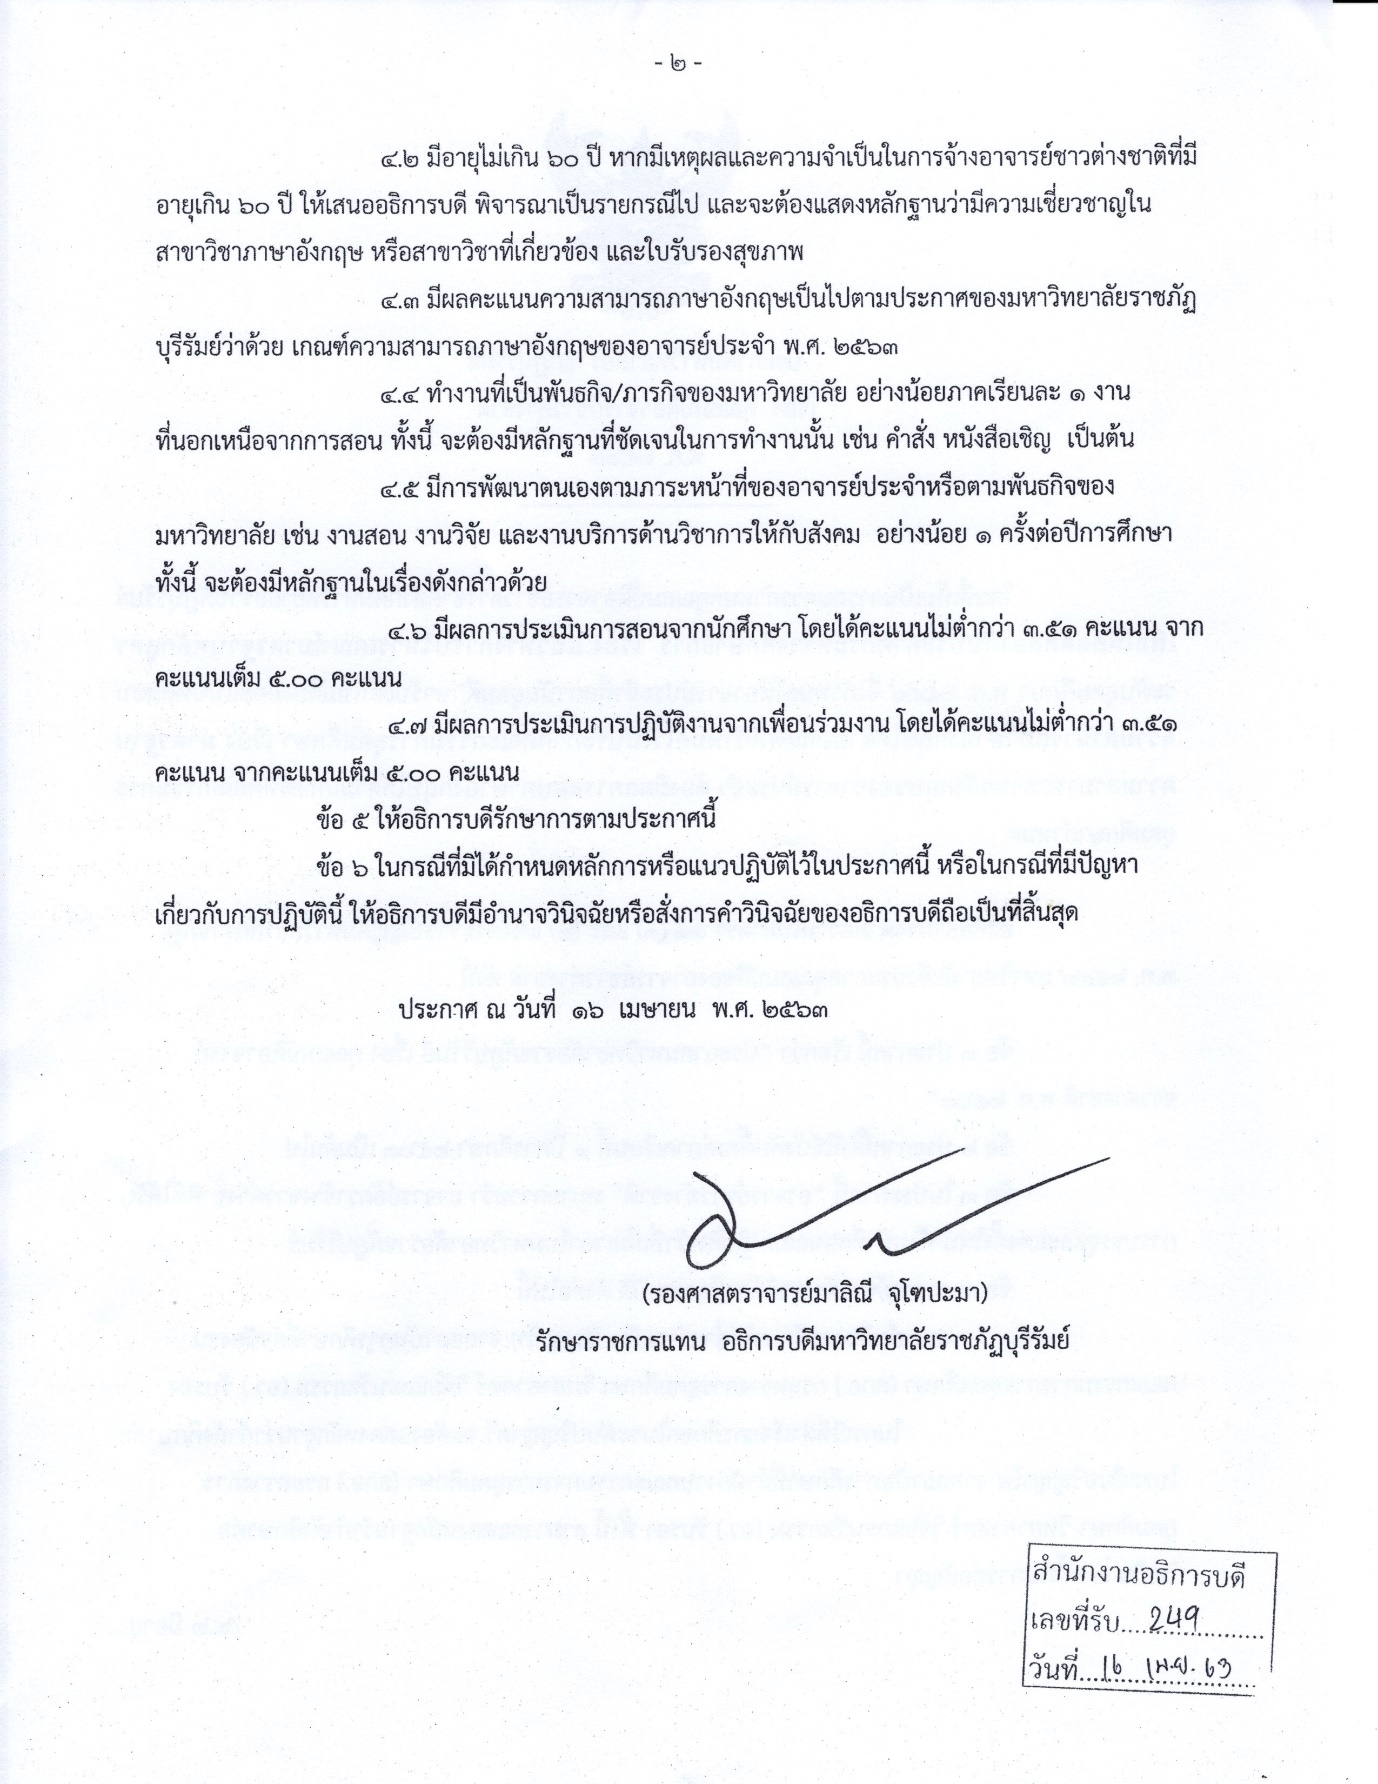 - ๒ -
๔.๒ มีอายุไม่เกิน ๖๐ ปี หากมีเหตุผลและความจำเป็นในการจ้างอาจารย์ชาวต่างชาติที่มี
อายุเกิน ๖๐ ปี ให้เสนออธิการบดี พิจารณาเป็นรายกรณีไป และจะต้องแสดงหลักฐานว่ามีความเชี่ยวชาญใน
สาขาวิชาภาษาอังกฤษ หรือสาขาวิชาที่เกี่ยวข้อง และใบรับรองสุขภาพ
๔.๓ มีผลคะแนนความสามารถภาษาอังกฤษเป็นไปตามประกาศของมหาวิทยาลัยราชภัฏ
บุรีรัมย์ว่าด้วย เกณฑ์ความสามารถภาษาอังกฤษของอาจารย์ประจำ พ.ศ. ๒๕๖๓
๔.๔ ทำงานที่เป็นพันธกิจ/ภารกิจของมหาวิทยาลัย อย่างน้อยภาคเรียนละ ๑ งาน
ที่นอกเหนือจากการสอน ทั้งนี้ จะต้องมีหลักฐานที่ชัดเจนในการทำงานนั้น เช่น คำสั่ง หนังสือเชิญ เป็นต้น
๔.๕ มีการพัฒนาตนเองตามภาระหน้าที่ของอาจารย์ประจำหรือตามพันธกิจของ
มหาวิทยาลัย เช่น งานสอน งานวิจัย และงานบริการด้านวิชาการให้กับสังคม อย่างน้อย ๑ ครั้งต่อปีการศึกษา
ทั้งนี้ จะต้องมีหลักฐานในเรื่องดังกล่าวด้วย
๔.๖ มีผลการประเมินการสอนจากนักศึกษา โดยได้คะแนนไม่ต่ำกว่า ๓.๕๑ คะแนน จาก
คะแนนเต็ม ๕.๐๐ คะแนน
๔.๗ มีผลการประเมินการปฏิบัติงานจากเพื่อนร่วมงาน โดยได้คะแนนไม่ต่ำกว่า ๓.๕๑
คะแนน จากคะแนนเต็ม ๕.๐๐ คะแนน
ข้อ ๕ ให้อธิการบดีรักษาการตามประกาศนี้
ข้อ ๖ ในกรณีที่มิได้กำหนดหลักการหรือแนวปฏิบัติไว้ในประกาศนี้ หรือในกรณีที่มีปัญหา
เกี่ยวกับการปฏิบัตินี้ ให้อธิการบดีมีอำนาจวินิจฉัยหรือสั่งการคำวินิจฉัยของอธิการบดีถือเป็นที่สิ้นสุด
ประกาศ ณ วันที่ ๑๖ เมษายน พ.ศ. ๒๕๖๓
(รองศาสตราจารย์มาลิณี จุโฑปะมา)
รักษาราชการแทน อธิการบดีมหาวิทยาลัยราชภัฏบุรีรัมย์
สำนักงานอธิการบดี
เลขที่รับ....249....
วันที่....16 เม.ย. 63....